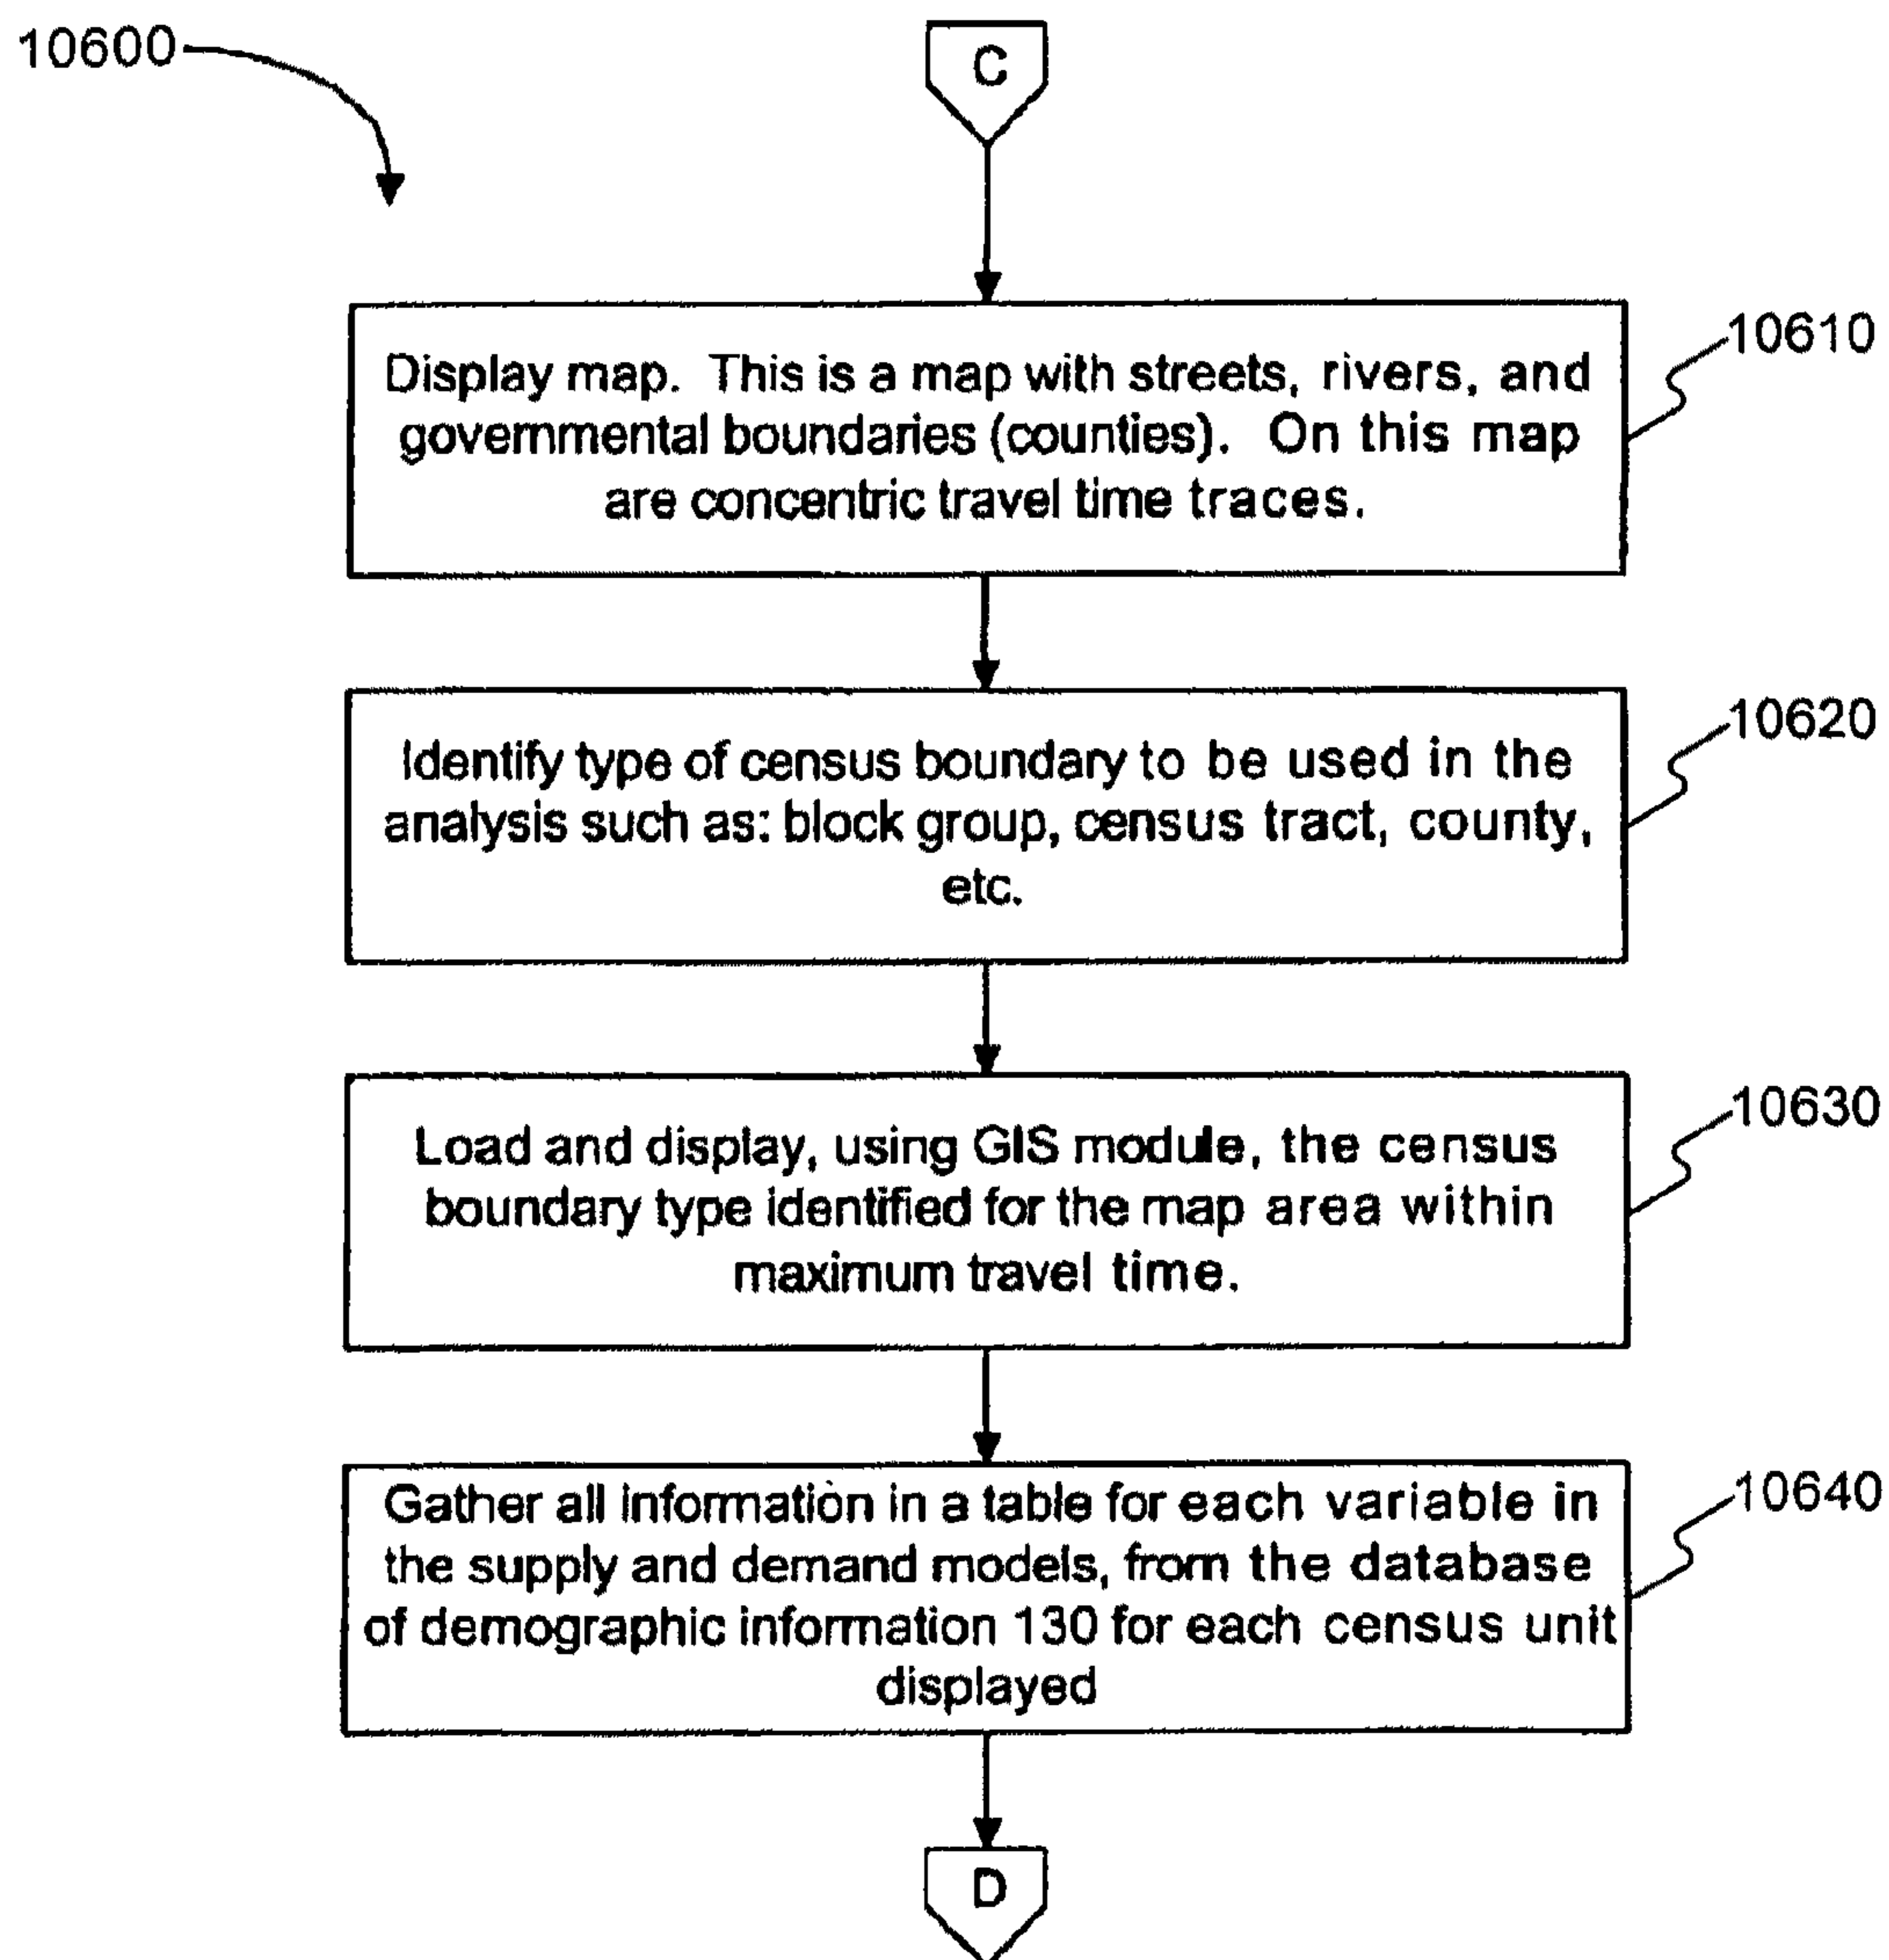 10600
C
Display map. This is a map with streets, rivers, and
governmental boundaries (counties). On this map
are concentric travel time traces.
10610
Identify type of census boundary to be used in the
analysis such as: block group, census tract, county,
etc.
10620
Load and display, using GIS module, the census
boundary type identified for the map area within
maximum travel time.
10630
Gather all information in a table for each variable in
the supply and demand models, from the database
of demographic information 130 for each census unit
displayed
10640
D